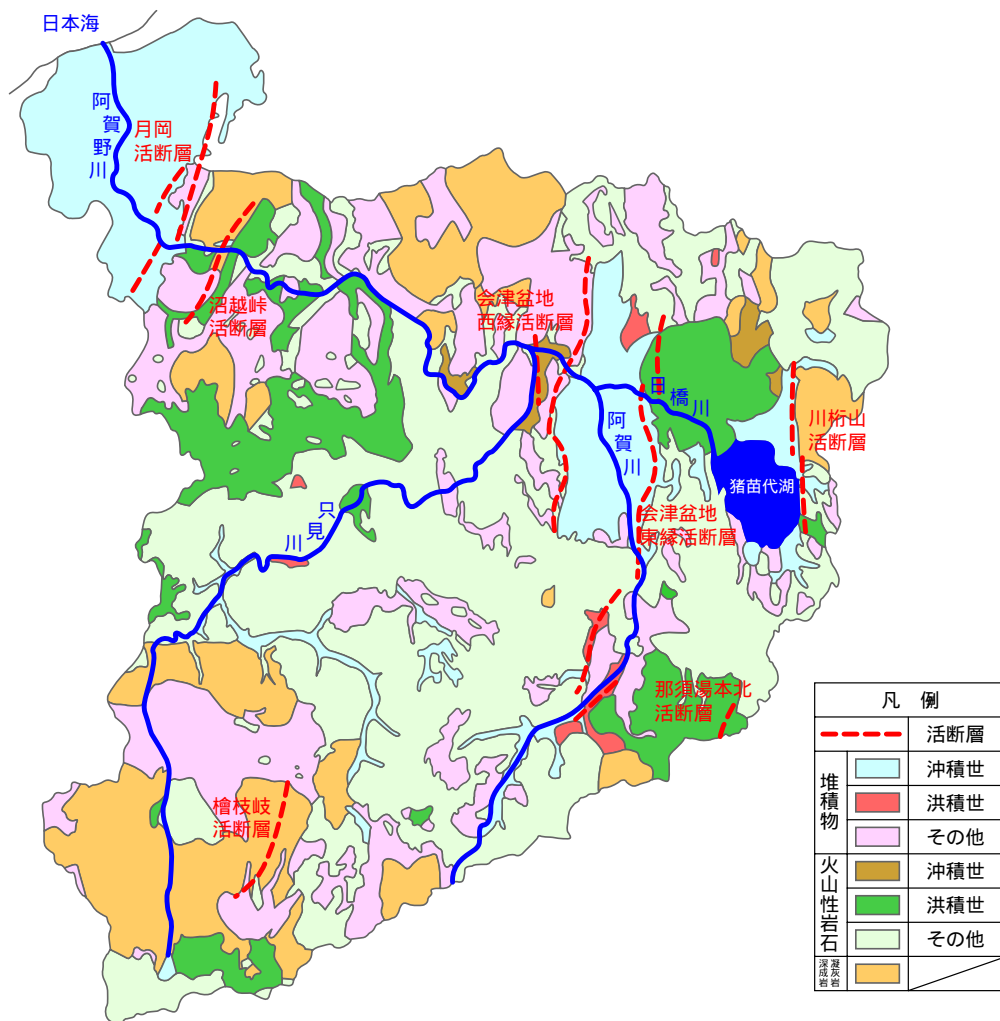 日本海
阿賀野川
月岡
活断層
沼越峠
活断層
会津盆地
西縁活断層
日橋川
阿賀川
川桁山
活断層
猪苗代湖
会津盆地
東縁活断層
只見川
那須湯本北
活断層
檜枝岐
活断層
凡 例
活断層
堆積物
沖積世
洪積世
その他
火山性岩石
沖積世
洪積世
その他
凝灰岩
深成岩